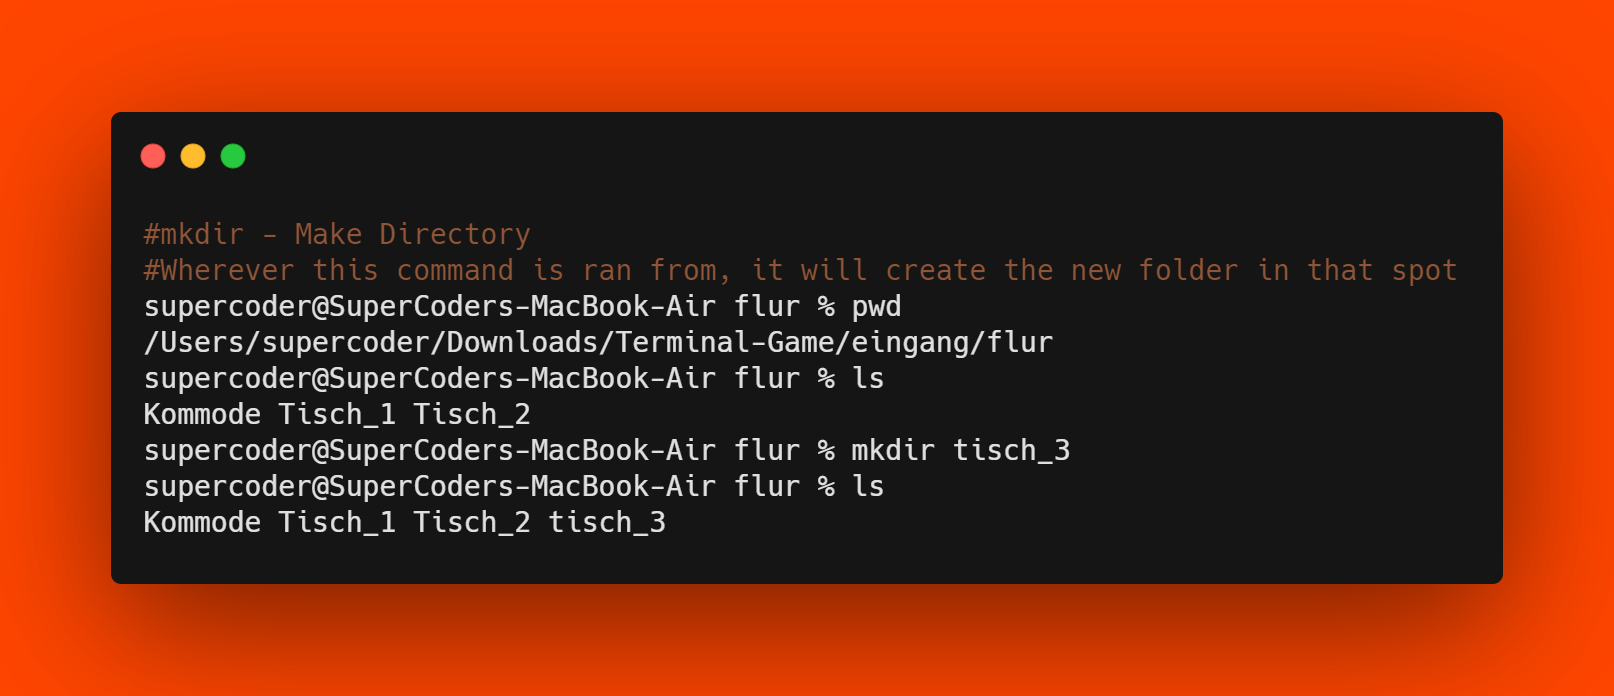 #mkdir - Make Directory
#Wherever this command is ran from, it will create the new folder in that spot
supercoder@SuperCoders-MacBook-Air flur % pwd
/Users/supercoder/Downloads/Terminal-Game/eingang/flur
supercoder@SuperCoders-MacBook-Air flur % ls
Kommode Tisch_1 Tisch_2
supercoder@SuperCoders-MacBook-Air flur % mkdir tisch_3
supercoder@SuperCoders-MacBook-Air flur % ls
Kommode Tisch_1 Tisch_2 tisch_3